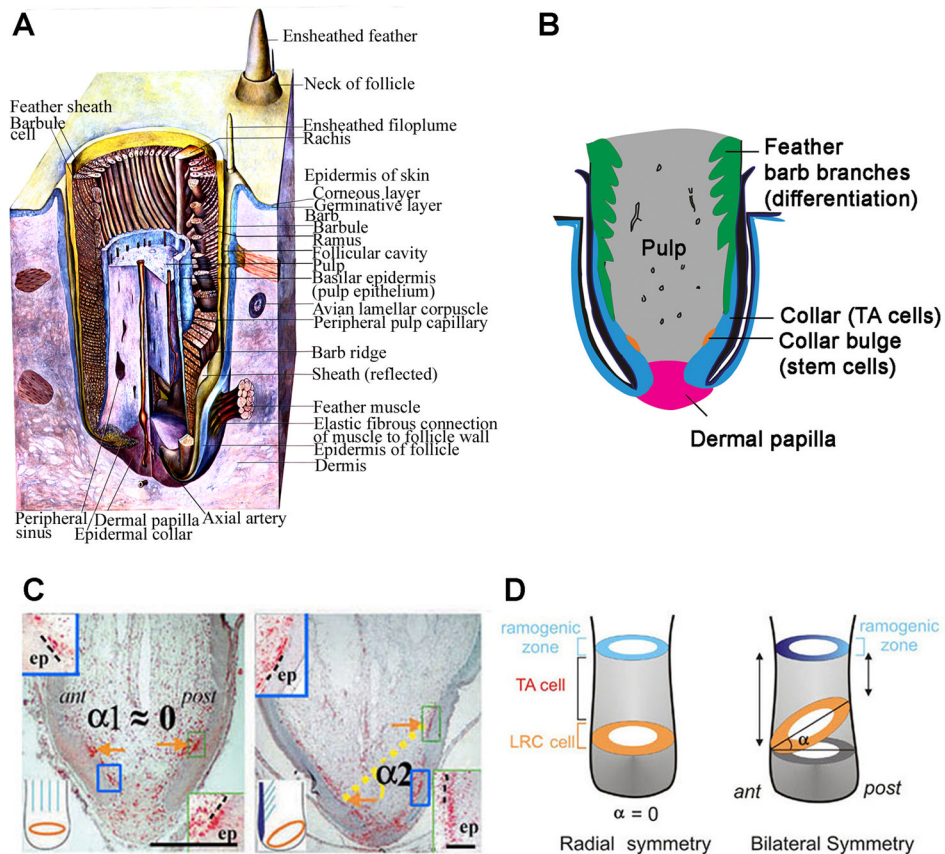 A
Ensheathed feather
Neck of follicle
Feather sheath
Barbule
cell
Ensheathed filoplume
Rachis
Epidermis of skin
Corneous layer
Germinative layer
Barb
Barbule
Ramus
Follicular cavity
Pulp
Basilar epidermis
(pulp epithelium)
Avian lamellar corpuscle
Peripheral pulp capillary
Barb ridge
Sheath (reflected)
Feather muscle
Elastic fibrous connection
of muscle to follicle wall
Epidermis of follicle
Dermis
Peripheral
sinus
Dermal papilla
Epidermal collar
Axial artery
B
Feather
barb branches
(differentiation)
Pulp
Collar (TA cells)
Collar bulge
(stem cells)
Dermal papilla
C
ep
ant
post
α1 ≈ 0
ep
ep
α2
ep
D
ramogenic
zone
TA cell
LRC cell
α = 0
Radial symmetry
ramogenic
zone
α
ant
post
Bilateral Symmetry